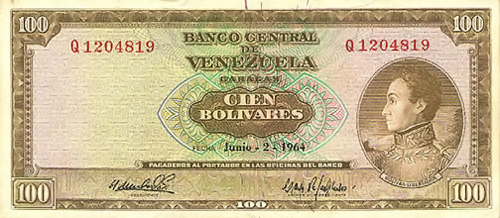 100 100
Q1204819 Q1204819
BANCO CENTRAL
DE
VENEZUELA
CARACAS
CIEN
BOLIVARES
FECHA Junio - 2 - 1964
PAGADEROS AL PORTADOR EN LAS OFICINAS DEL BANCO
100 100 100